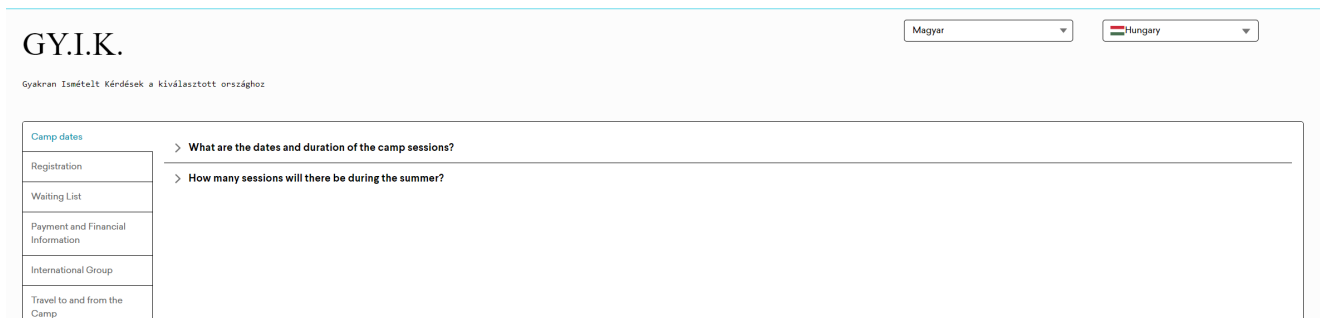 GY.I.K.
Magyar
Hungary
Gyakran Ismételt Kérdések a kiválasztott országhoz
Camp dates
Registration
Waiting List
Payment and Financial
Information
International Group
Travel to and from the
Camp
What are the dates and duration of the camp sessions?
How many sessions will there be during the summer?